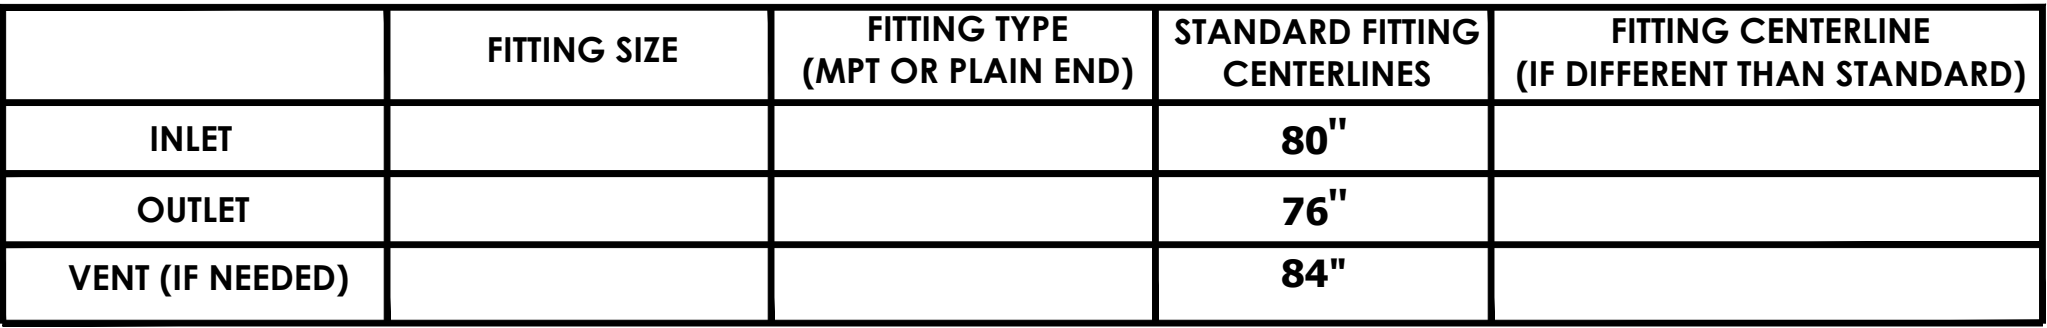 FITTING SIZE
FITTING TYPE
(MPT OR PLAIN END)
STANDARD FITTING
CENTERLINES
FITTING CENTERLINE
(IF DIFFERENT THAN STANDARD)
INLET
80"
OUTLET
76"
VENT (IF NEEDED)
84"